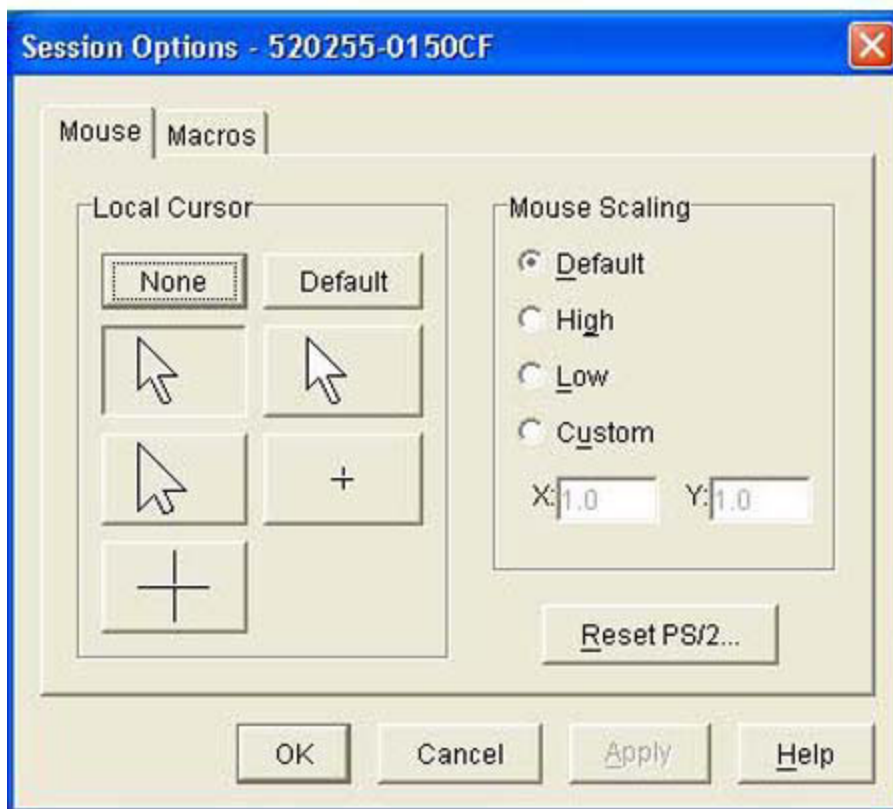 Session Options - 520255-0150CF
Mouse
Macros
Local Cursor
None
Default
Mouse Scaling
Default
High
Low
Custom
X: 1.0
Y: 1.0
Reset PS/2...
OK
Cancel
Apply
Help